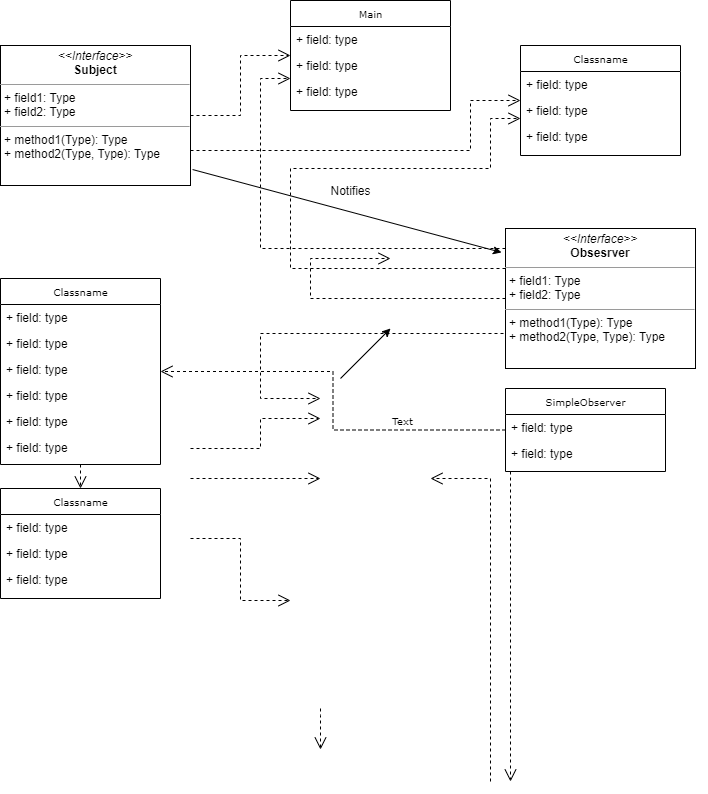 Main
+ field: type
+ field: type
+ field: type
<<Interface>>
Subject
+ field1: Type
+ field2: Type
+ method1(Type): Type
+ method2(Type, Type): Type
Classname
+ field: type
+ field: type
+ field: type
Notifies
<<Interface>>
Obsesrver
+ field1: Type
+ field2: Type
+ method1(Type): Type
+ method2(Type, Type): Type
Classname
+ field: type
+ field: type
+ field: type
+ field: type
+ field: type
+ field: type
Text
SimpleObserver
+ field: type
+ field: type
Classname
+ field: type
+ field: type
+ field: type